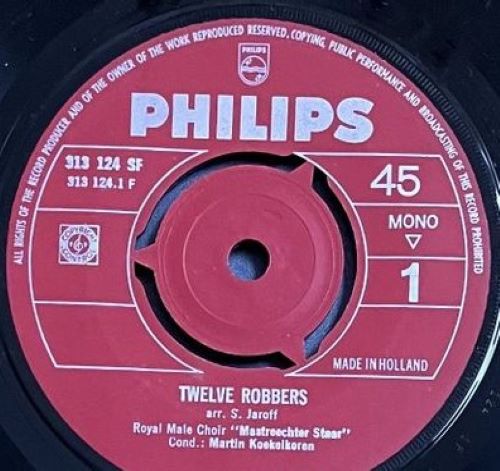 ALL RIGHTS OF THE RECORD PRODUCER AND OF THE OWNER OF THE WORK REPRODUCED RESERVED. COPYING, PUBLIC PERFORMANCE AND BROADCASTING OF THIS RECORD PROHIBITED
PHILIPS
PHILIPS
313 124 SF
313 124.1 F
45
COPYRIGHT CONTROL
MONO
1
MADE IN HOLLAND
TWELVE ROBBERS
arr. S. Jaroff
Royal Male Choir "Mastreechter Staar"
Cond.: Martin Koekelkoren